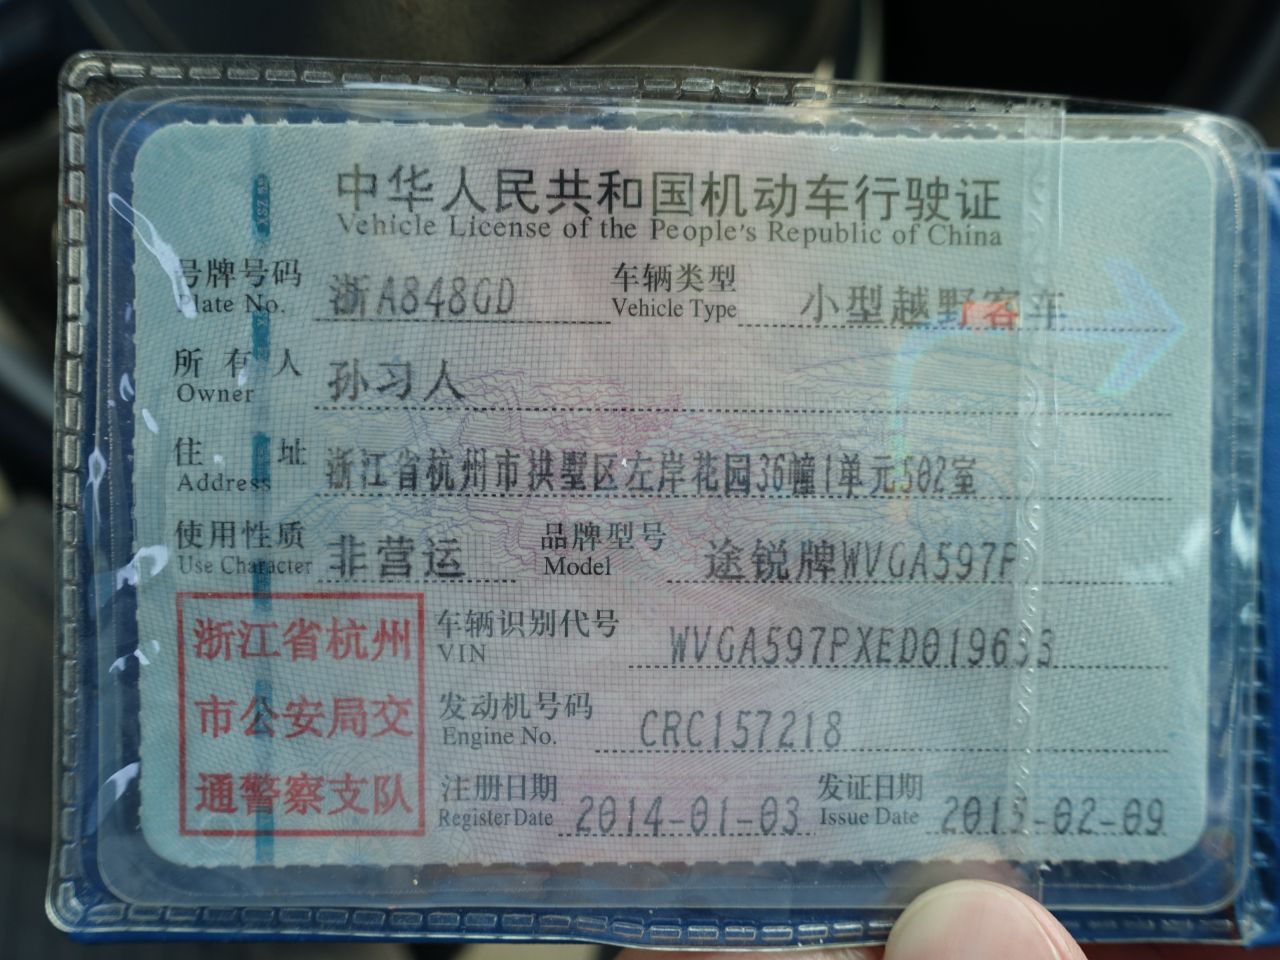 中华人民共和国机动车行驶证
Vehicle License of the People's Republic of China
号牌号码 浙A848GD 车辆类型 小型越野客车
Plate No. Vehicle Type
所有人 孙习人
Owner
住址 浙江省杭州市拱墅区左岸花园36幢1单元502室
Address
使用性质 非营运 品牌型号 途锐牌WVGA597P
Use Character Model
浙江省杭州
市公安局交
通警察支队
车辆识别代号 WVGA597PXED019633
VIN
发动机号码 CRC157218
Engine No.
注册日期 2014-01-03 发证日期 2015-02-09
Register Date Issue Date